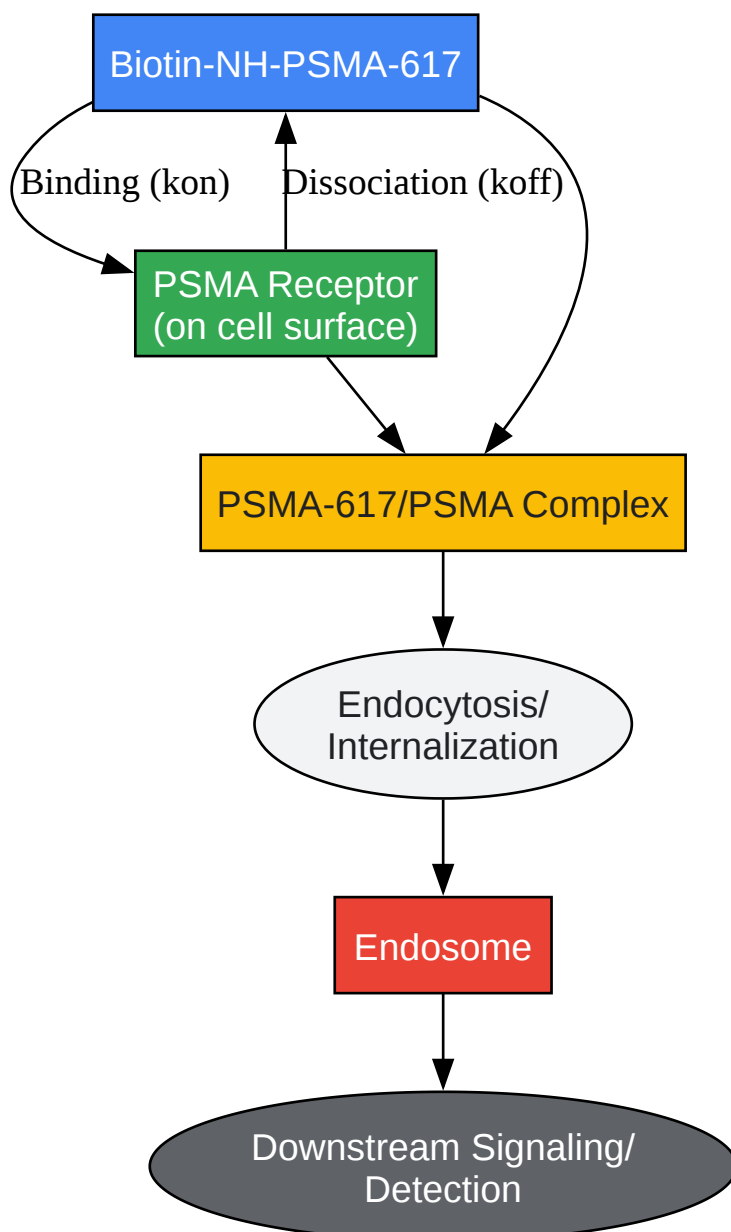 Biotin-NH-PSMA-617
Binding (kon)
Dissociation (koff)
PSMA Receptor
(on cell surface)
PSMA-617/PSMA Complex
Endocytosis/
Internalization
Endosome
Downstream Signaling/
Detection